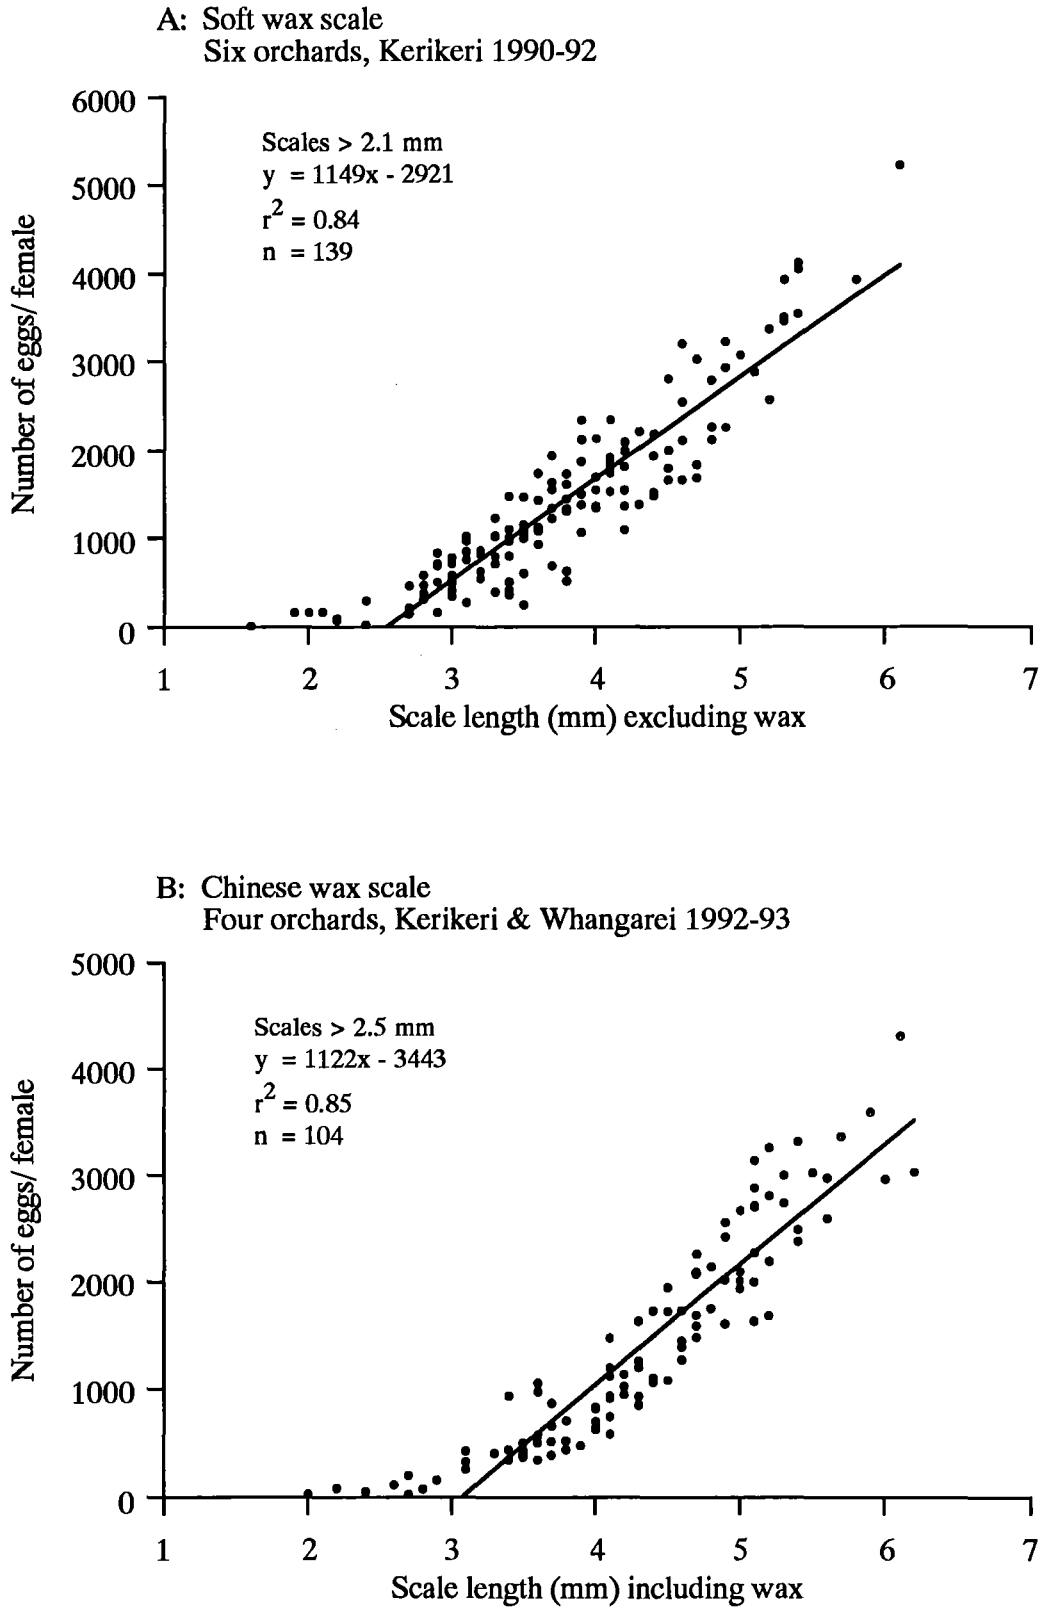 A: Soft wax scale
Six orchards, Kerikeri 1990-92
6000
5000
4000
3000
2000
1000
0
Number of eggs/ female
Scales > 2.1 mm
y = 1149x - 2921
r² = 0.84
n = 139
1 2 3 4 5 6 7
Scale length (mm) excluding wax
B: Chinese wax scale
Four orchards, Kerikeri & Whangarei 1992-93
5000
4000
3000
2000
1000
0
Number of eggs/ female
Scales > 2.5 mm
y = 1122x - 3443
r² = 0.85
n = 104
1 2 3 4 5 6 7
Scale length (mm) including wax